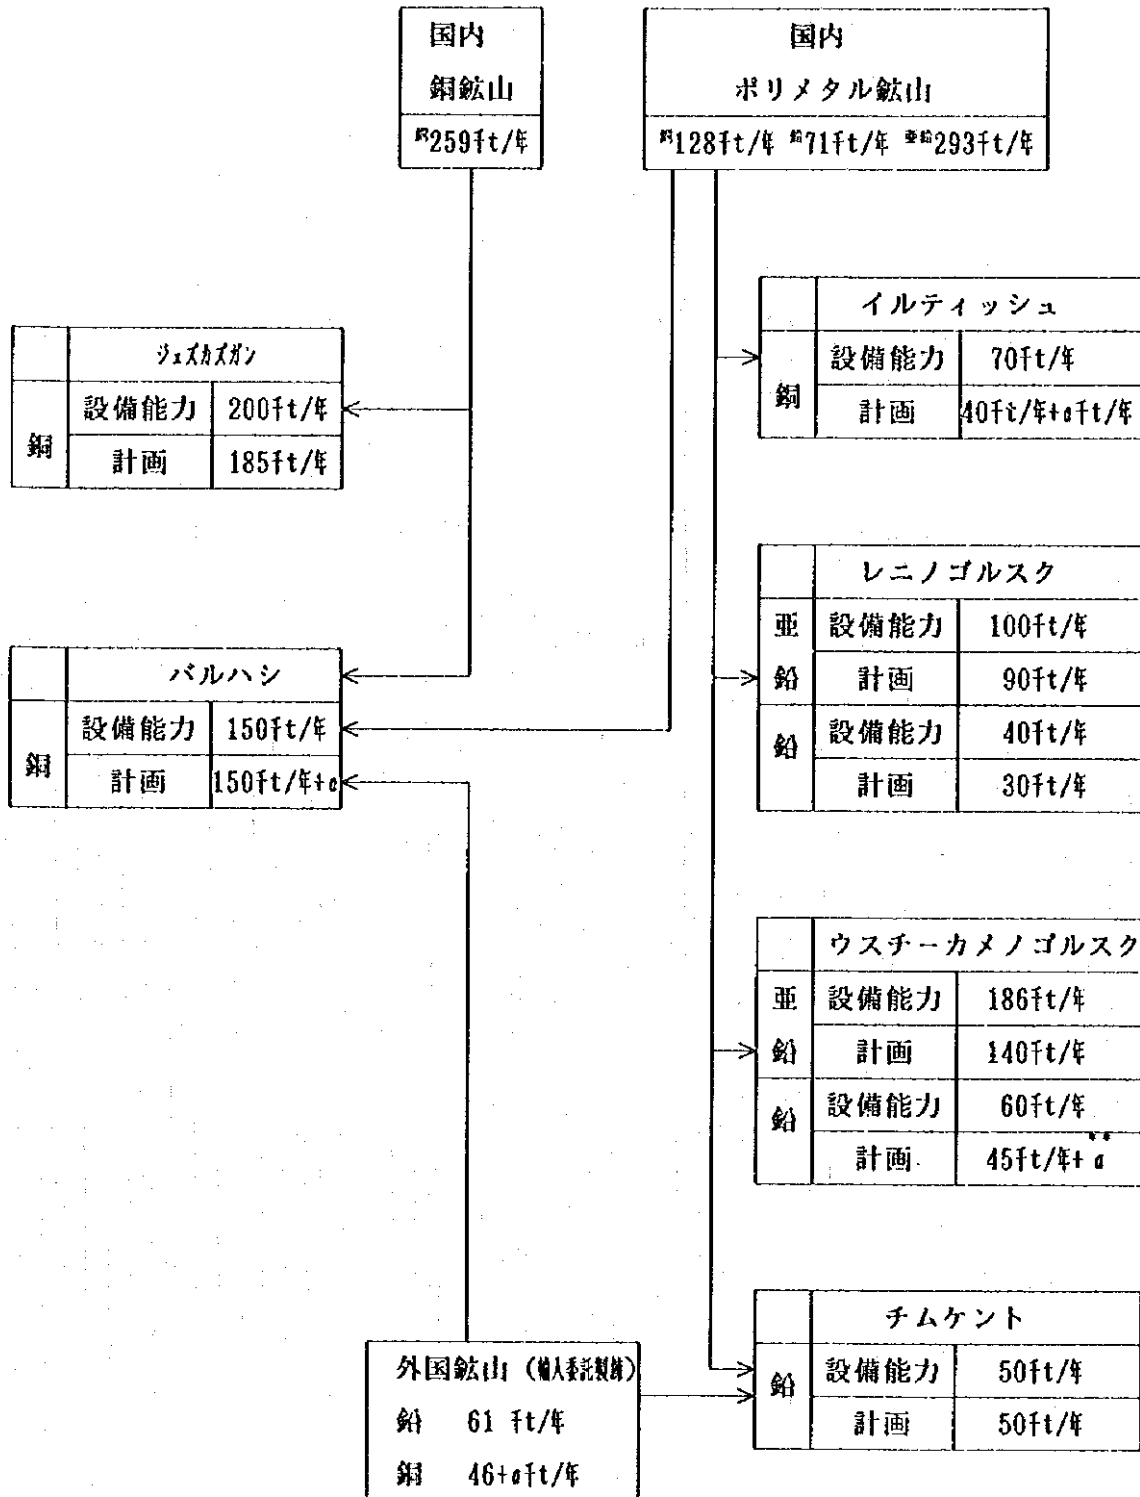 国内
銅鉱山
銅259千t/年
国内
ポリメタル鉱山
銅128千t/年 鉛71千t/年 亜鉛293千t/年
イルティッシュ
銅
設備能力 70千t/年
計画 40千t/年+α千t/年
ジェズカズガン
銅
設備能力 200千t/年
計画 185千t/年
レニノゴルスク
亜鉛
設備能力 100千t/年
計画 90千t/年
鉛
設備能力 40千t/年
計画 30千t/年
バルハシ
銅
設備能力 150千t/年
計画 150千t/年+α
ウスチーカメノゴルスク
亜鉛
設備能力 186千t/年
計画 140千t/年
鉛
設備能力 60千t/年
計画 45千t/年+α
チムケント
鉛
設備能力 50千t/年
計画 50千t/年
外国鉱山 (輸入委託製錬)
鉛 61 千t/年
銅 46+α千t/年